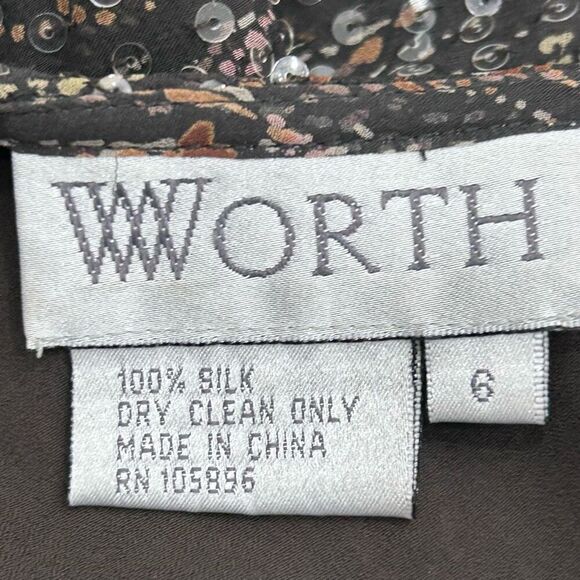 WORTH
100% SILK
DRY CLEAN ONLY
MADE IN CHINA
RN 105896
6